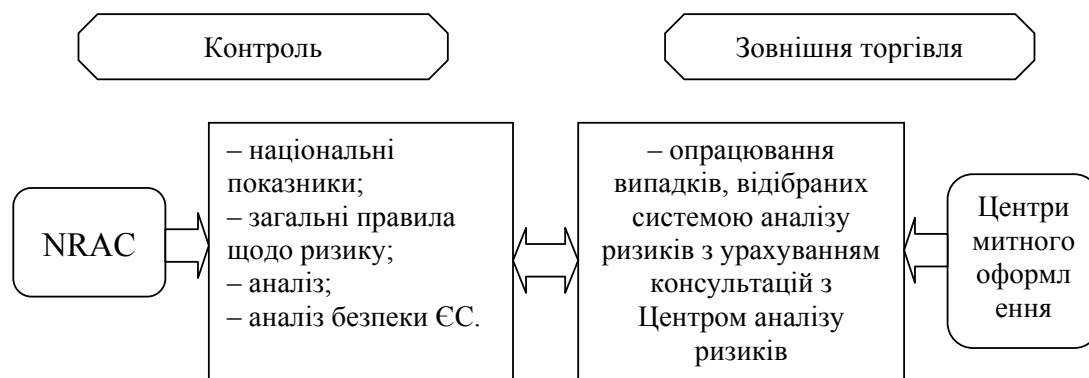 Контроль
Зовнішня торгівля
NRAC
– національні
показники;
– загальні правила
щодо ризику;
– аналіз;
– аналіз безпеки ЄС.
– опрацювання
випадків, відібраних
системою аналізу
ризиків з урахуванням
консультацій з
Центром аналізу
ризиків
Центри
митного
оформл
ення